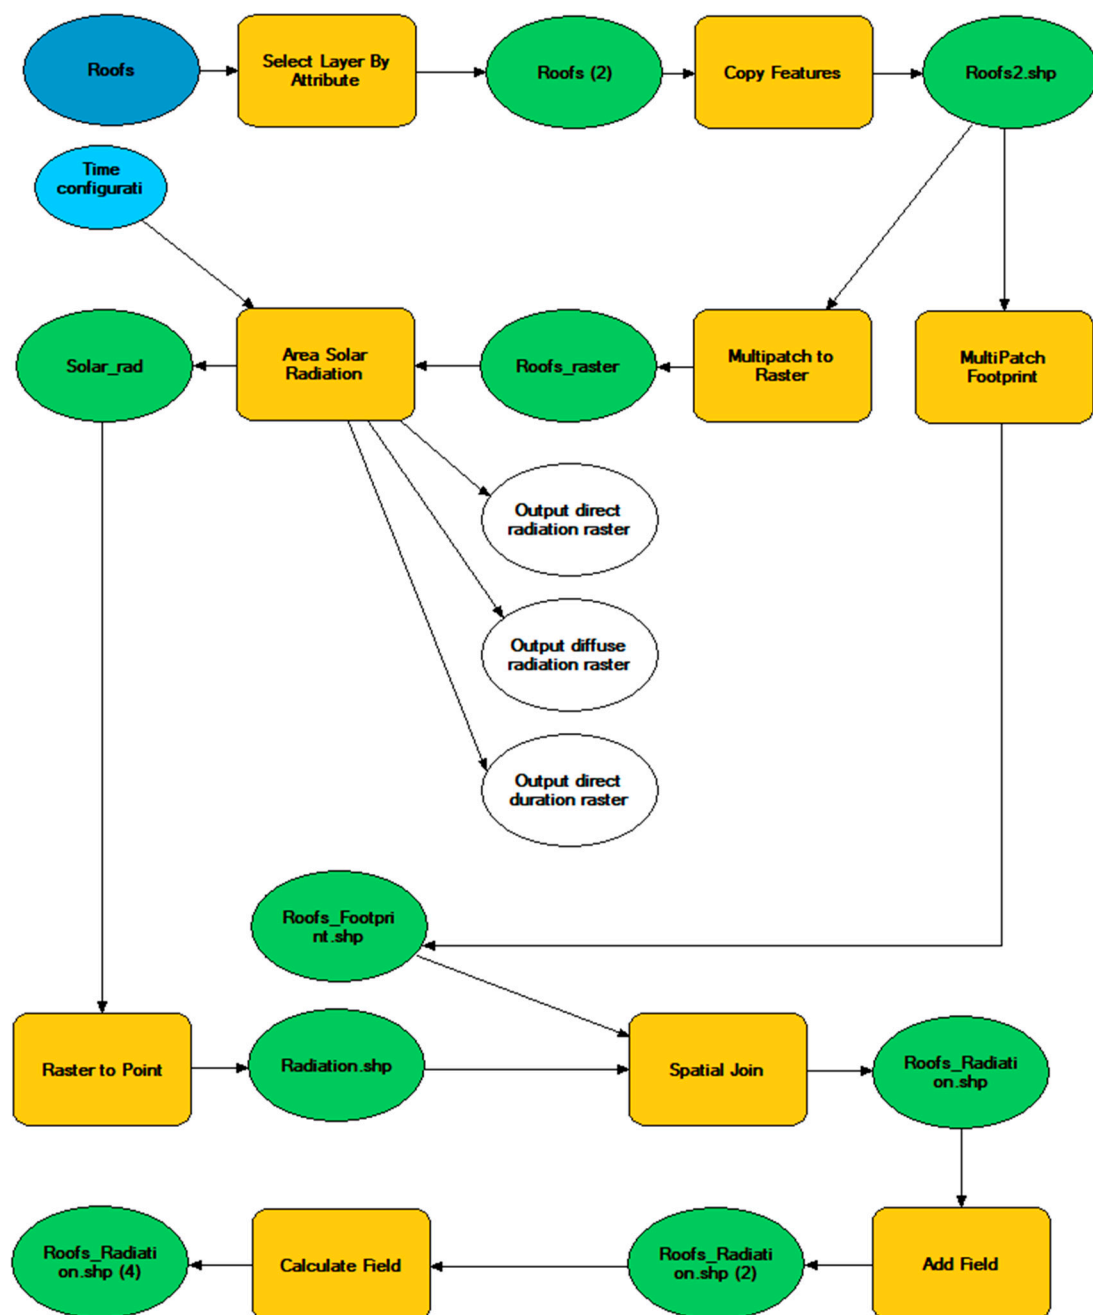 Roofs
Select Layer By
Attribute
Roofs (2)
Copy Features
Roofs2.shp
Time
configurati
Solar_rad
Area Solar
Radiation
Roofs_raster
Multipatch to
Raster
MultiPatch
Footprint
Output direct
radiation raster
Output diffuse
radiation raster
Output direct
duration raster
Roofs_Footpri
nt.shp
Raster to Point
Radiation.shp
Spatial Join
Roofs_Radiati
on.shp
Roofs_Radiati
on.shp (4)
Calculate Field
Roofs_Radiati
on.shp (2)
Add Field